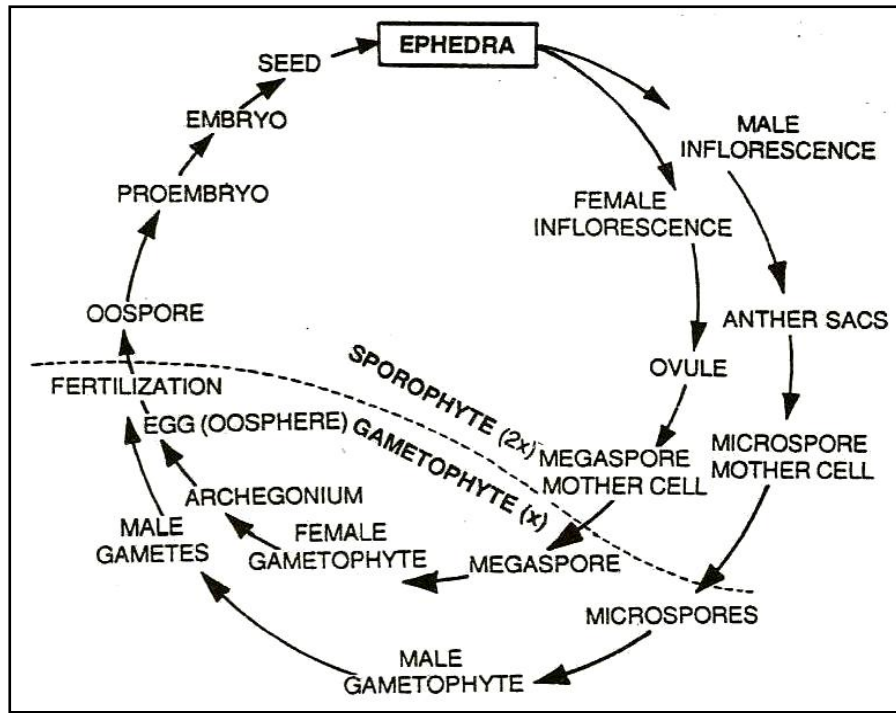 EPHEDRA
SEED
EMBRYO
PROEMBRYO
OOSPORE
FERTILIZATION
EGG (OOSPHERE)
ARCHEGONIUM
MALE
GAMETES
FEMALE
GAMETOPHYTE
MEGASPORE
MALE
GAMETOPHYTE
MICROSPORES
SPOROPHYTE (2x)
GAMETOPHYTE (x)
MEGASPORE
MOTHER CELL
MICROSPORE
MOTHER CELL
OVULE
ANTHER SACS
FEMALE
INFLORESCENCE
MALE
INFLORESCENCE